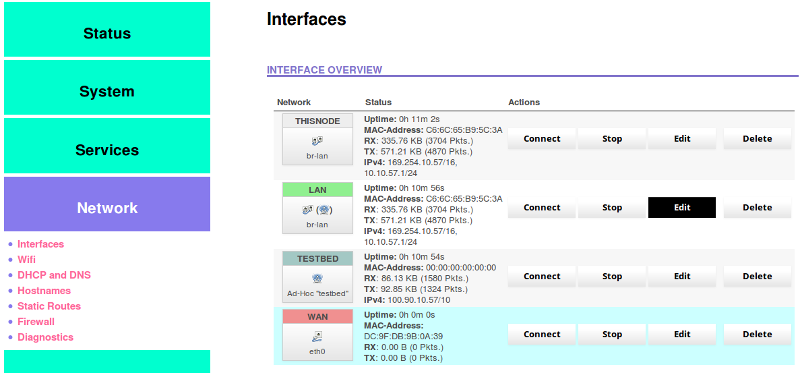 Status
System
Services
Network
Interfaces
Wifi
DHCP and DNS
Hostnames
Static Routes
Firewall
Diagnostics
Interfaces
INTERFACE OVERVIEW
Network Status Actions
THISNODE
br-lan
Uptime: 0h 11m 2s
MAC-Address: C6:6C:65:B9:5C:3A
RX: 335.76 KB (3704 Pkts.)
TX: 571.21 KB (4870 Pkts.)
IPv4: 169.254.10.57/16,
10.10.57.1/24
Connect Stop Edit Delete
LAN
( )
br-lan
Uptime: 0h 10m 56s
MAC-Address: C6:6C:65:B9:5C:3A
RX: 335.76 KB (3704 Pkts.)
TX: 571.21 KB (4870 Pkts.)
IPv4: 169.254.10.57/16,
10.10.57.1/24
Connect Stop Edit Delete
TESTBED
Ad-Hoc "testbed"
Uptime: 0h 10m 54s
MAC-Address: 00:00:00:00:00:00
RX: 86.13 KB (1580 Pkts.)
TX: 92.85 KB (1324 Pkts.)
IPv4: 100.90.10.57/10
Connect Stop Edit Delete
WAN
eth0
Uptime: 0h 0m 0s
MAC-Address:
DC:9F:DB:9B:0A:39
RX: 0.00 B (0 Pkts.)
TX: 0.00 B (0 Pkts.)
Connect Stop Edit Delete